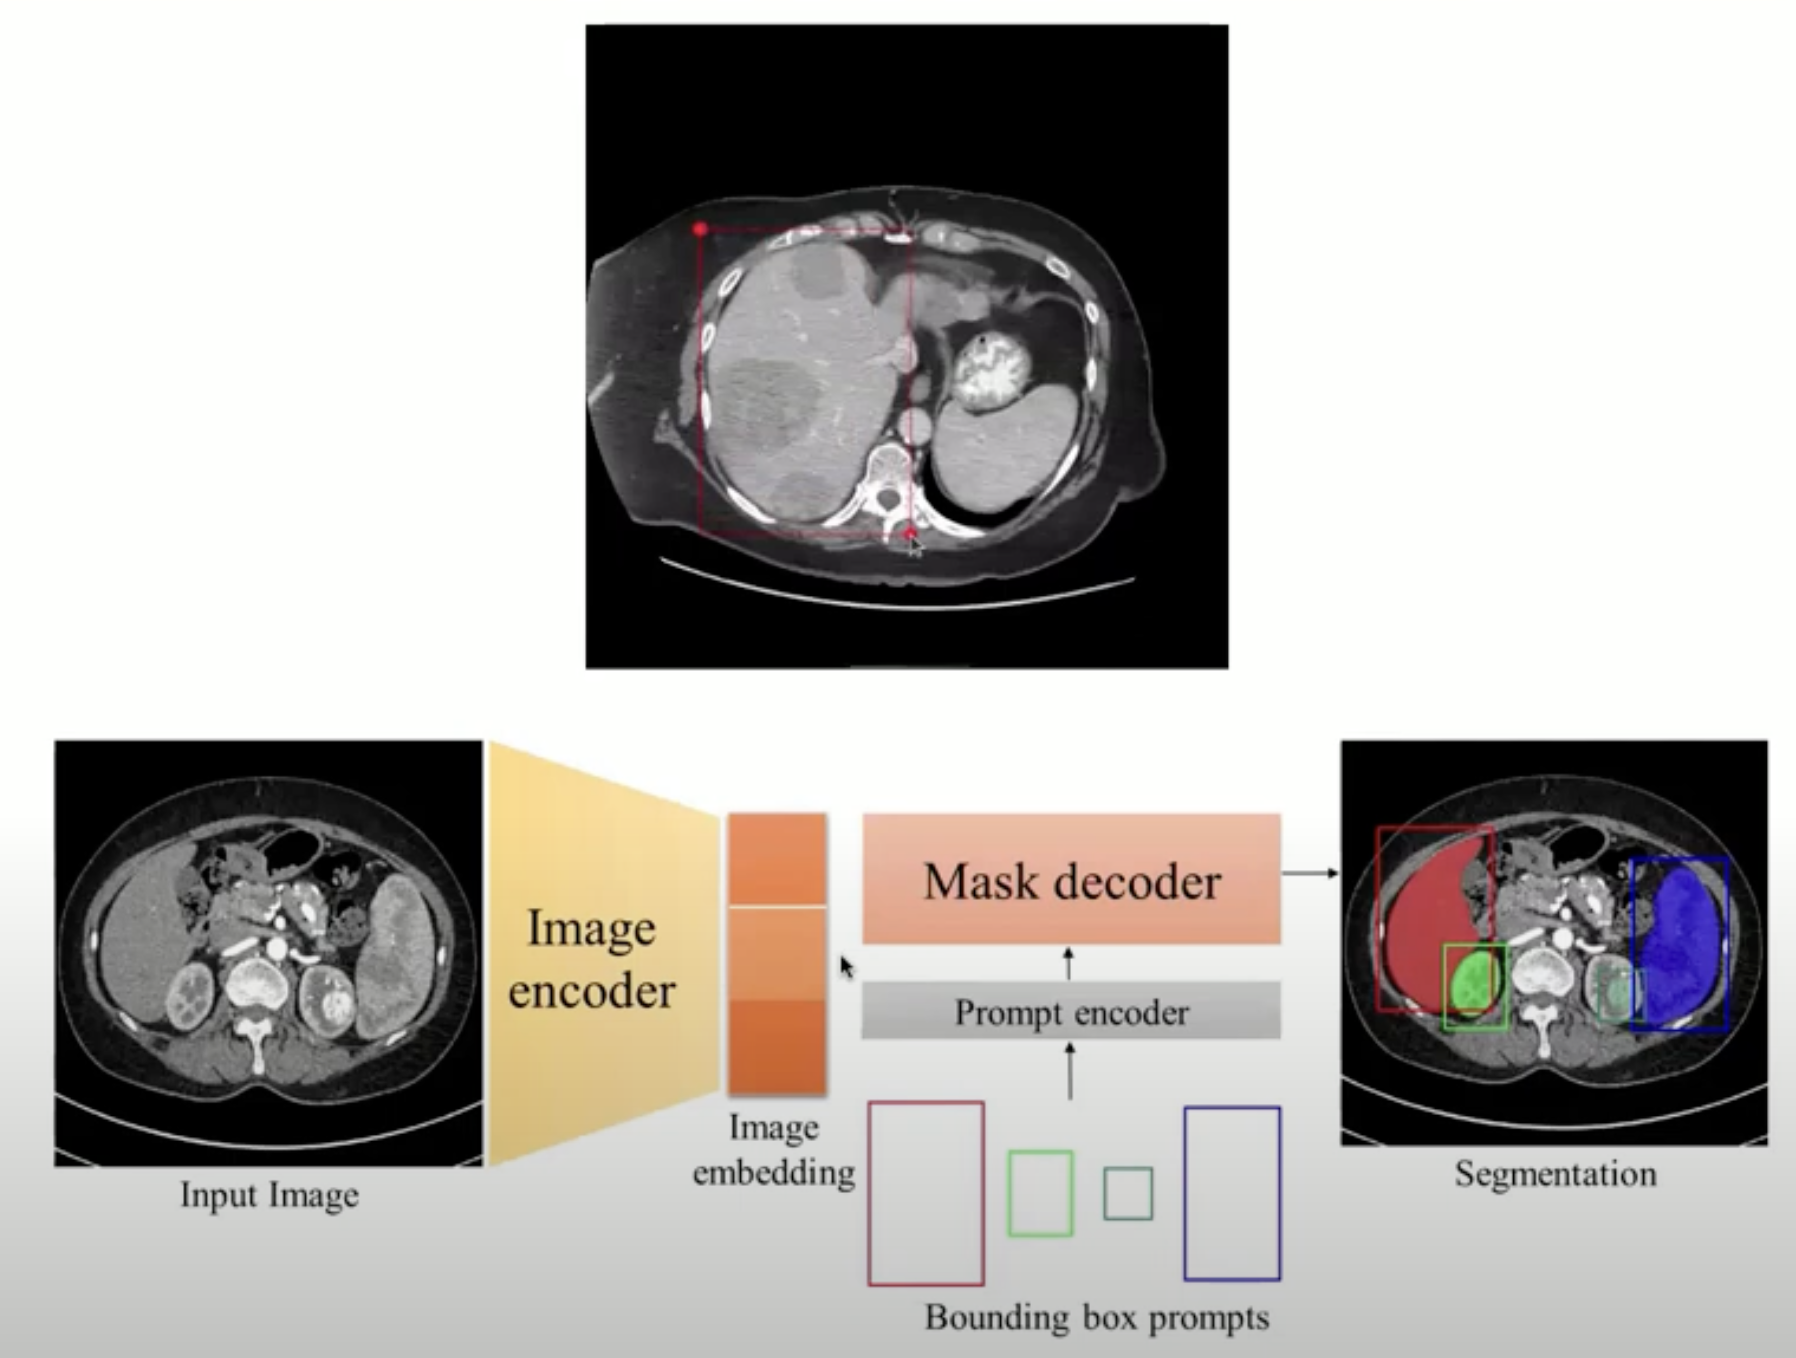 Image
encoder
Mask decoder
Prompt encoder
Image
embedding
Input Image
Segmentation
Bounding box prompts